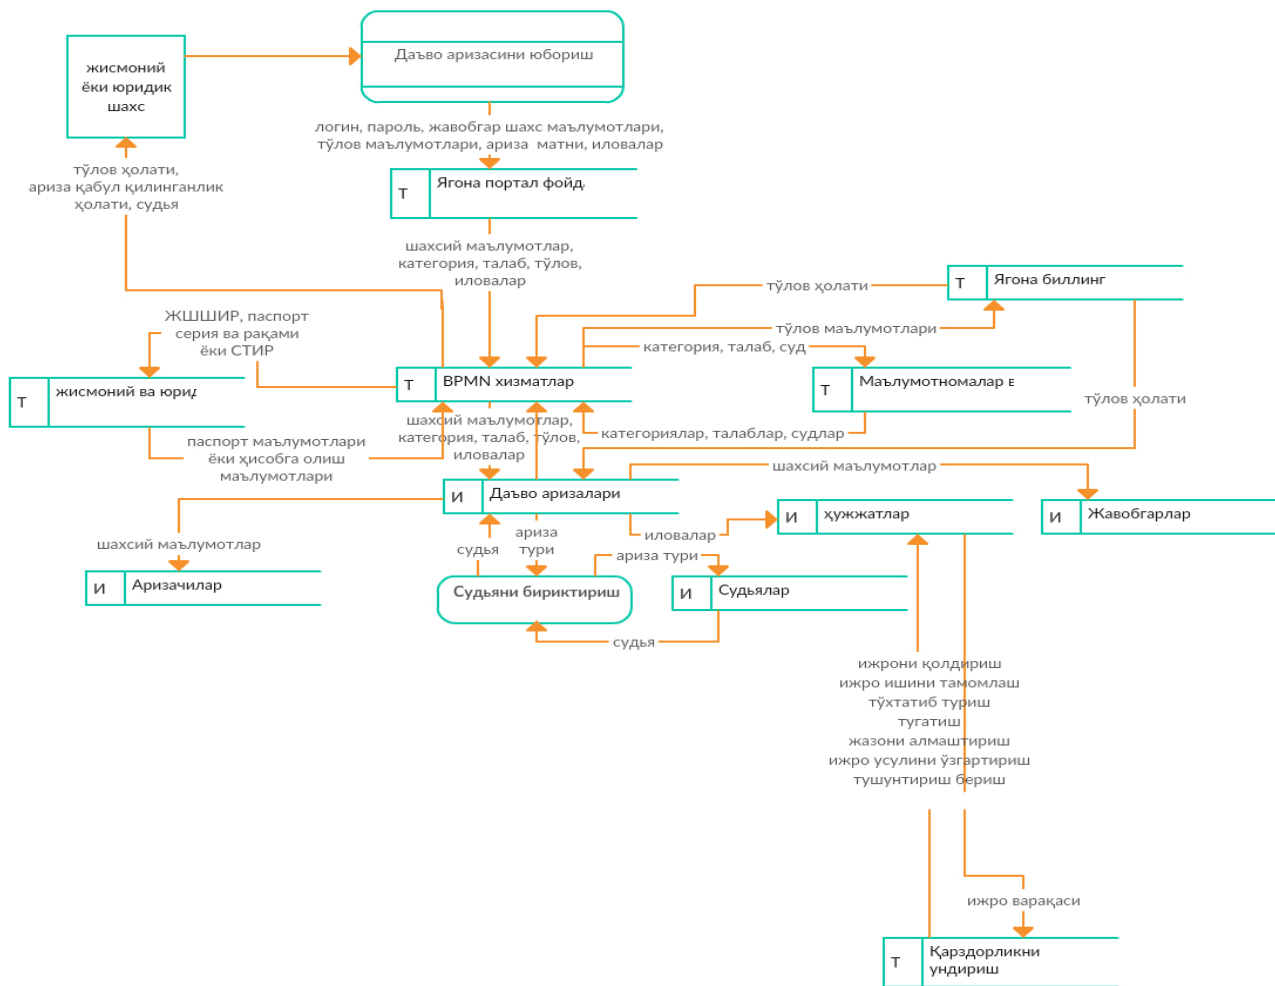 Даъво аризасини юбориш
жисмоний
ёки юридик
шахс
логин, пароль, жавобгар шахс маълумотлари,
тўлов маълумотлари, ариза матни, иловалар
тўлов ҳолати,
ариза қабул қилинганлик
ҳолати, судья
Т
Ягона портал фойд
шахсий маълумотлар,
категория, талаб, тўлов,
иловалар
Т
Ягона биллинг
тўлов ҳолати
ЖШШИР, паспорт
серия ва рақами
ёки СТИР
тўлов маълумотлари
категория, талаб, суд
Т
жисмоний ва юрид
Т
BPMN хизматлар
Т
Маълумотномалар в
тўлов ҳолати
шахсий маълумотлар,
категория, талаб, тўлов,
иловалар
категориялар, талаблар, судлар
паспорт маълумотлари
ёки ҳисобга олиш
маълумотлари
шахсий маълумотлар
И
Даъво аризалари
И
ҳужжатлар
И
Жавобгарлар
шахсий маълумотлар
судья
ариза
тури
иловалар
ариза тури
И
Аризачилар
Судьяни бириктириш
И
Судьялар
судья
ижрони қолдириш
ижро ишини тамомлаш
тўхтатиб туриш
тугатиш
жазони алмаштириш
ижро усулини ўзгартириш
тушунтириш бериш
ижро варақаси
Т
Қарздорликни
ундириш